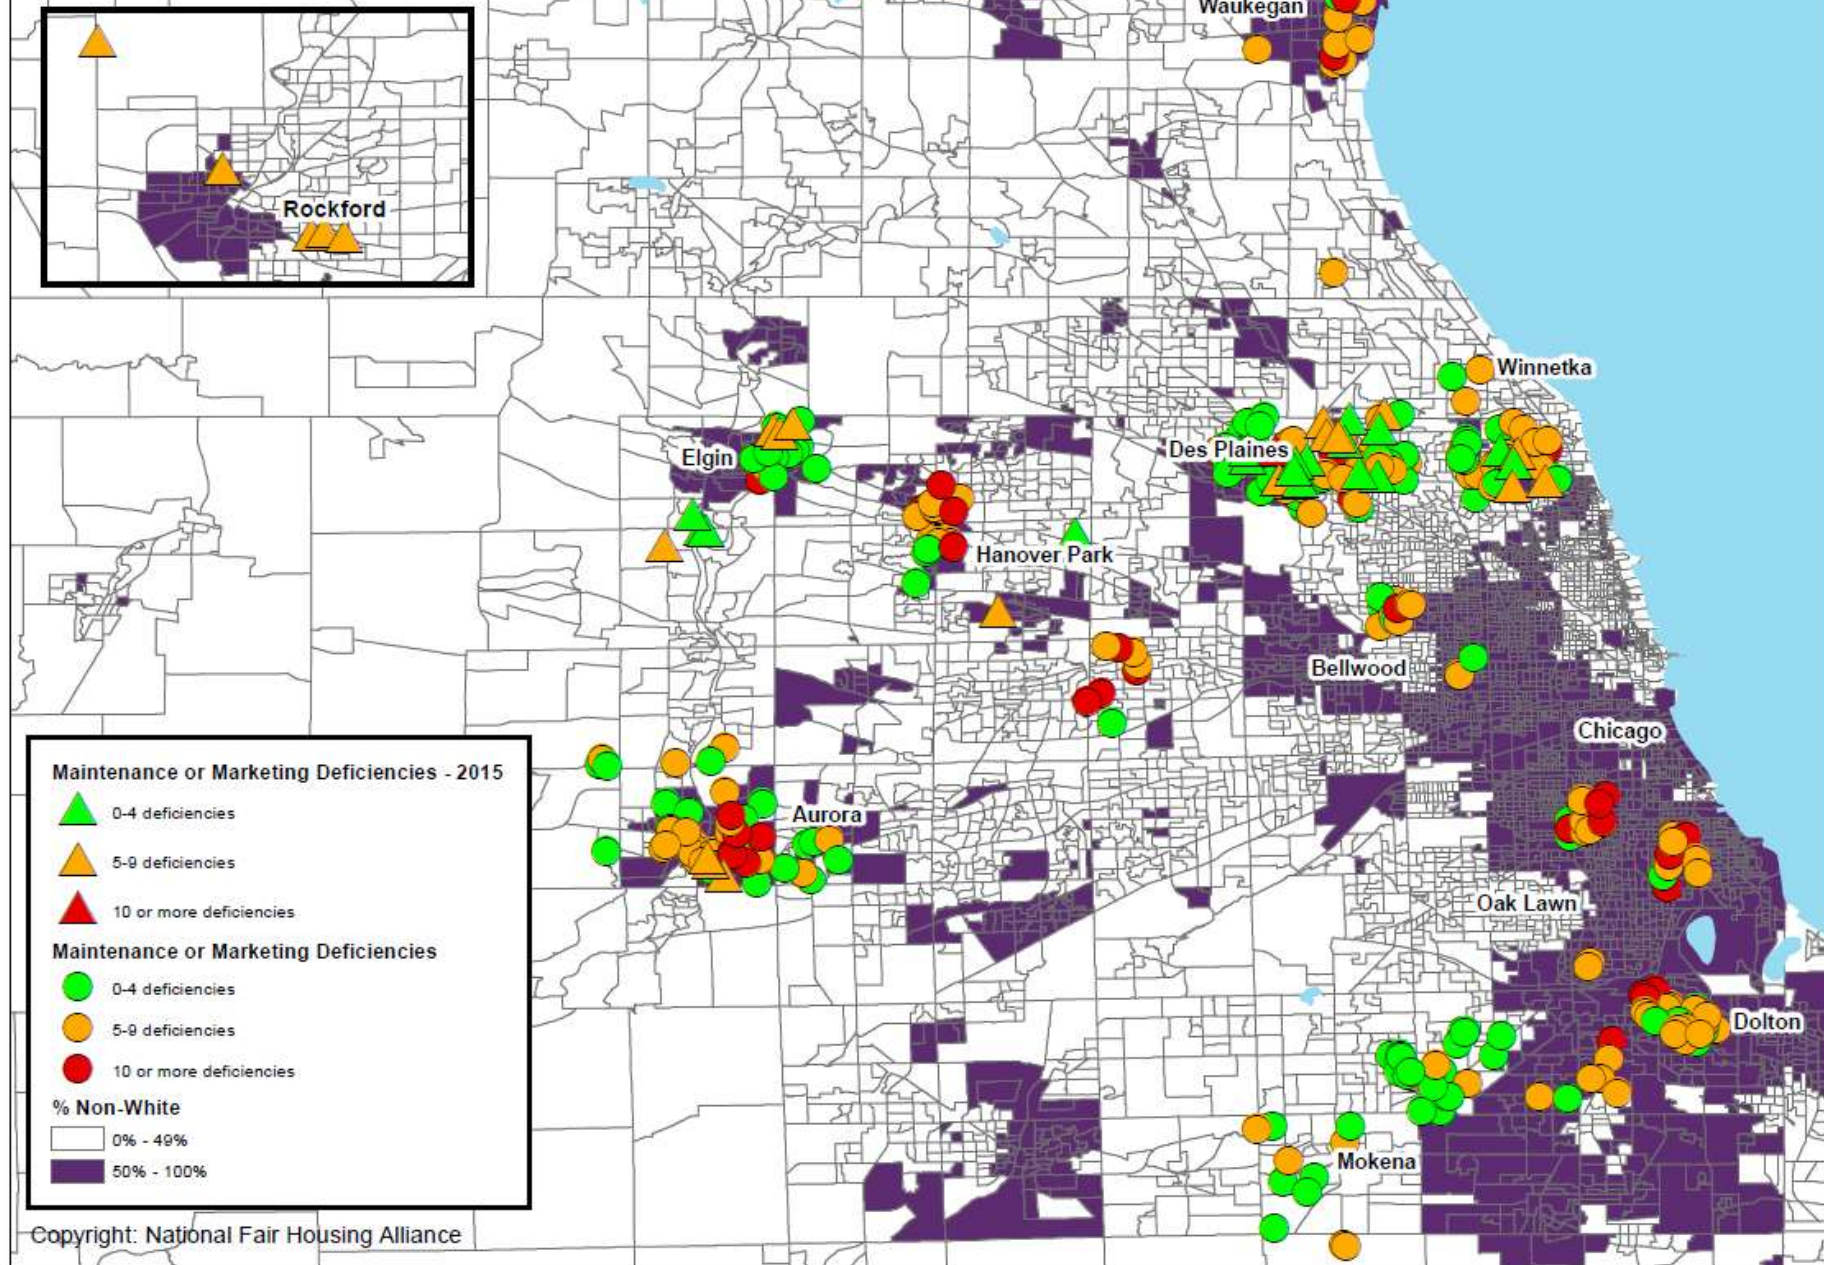 Waukegan
Rockford
Winnetka
Des Plaines
Elgin
Hanover Park
Bellwood
Chicago
Aurora
Oak Lawn
Dolton
Mokena
Maintenance or Marketing Deficiencies - 2015
0-4 deficiencies
5-9 deficiencies
10 or more deficiencies
Maintenance or Marketing Deficiencies
0-4 deficiencies
5-9 deficiencies
10 or more deficiencies
% Non-White
0% - 49%
50% - 100%
Copyright: National Fair Housing Alliance